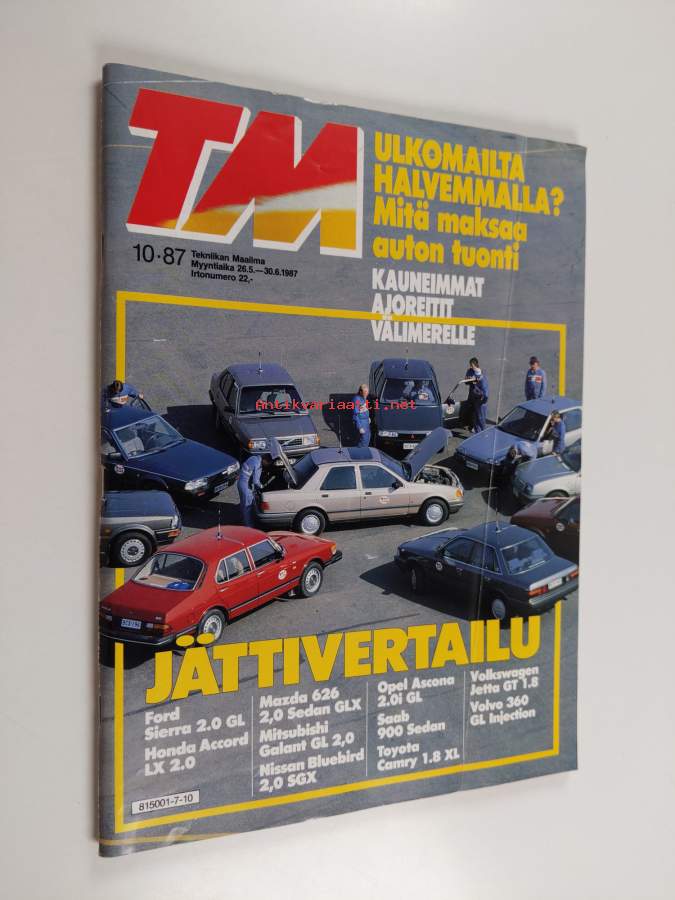 TM
ULKOMAILTA
HALVEMMALLA?
Mitä maksaa
auton tuonti
10·87 Tekniikan Maailma
Myyntiaika 26.5.—30.6.1987
Irtonumero 22,-
KAUNEIMMAT
AJOREITIT
VÄLIMERELLE
Antikvariaatti.net
JÄTTIVERTAILU
Ford
Sierra 2.0 GL
Honda Accord
LX 2.0
Mazda 626
2,0 Sedan GLX
Mitsubishi
Galant GL 2,0
Nissan Bluebird
2,0 SGX
Opel Ascona
2.0i GL
Saab
900 Sedan
Toyota
Camry 1.8 XL
Volkswagen
Jetta GT 1.8
Volvo 360
GL Injection
815001-7-10